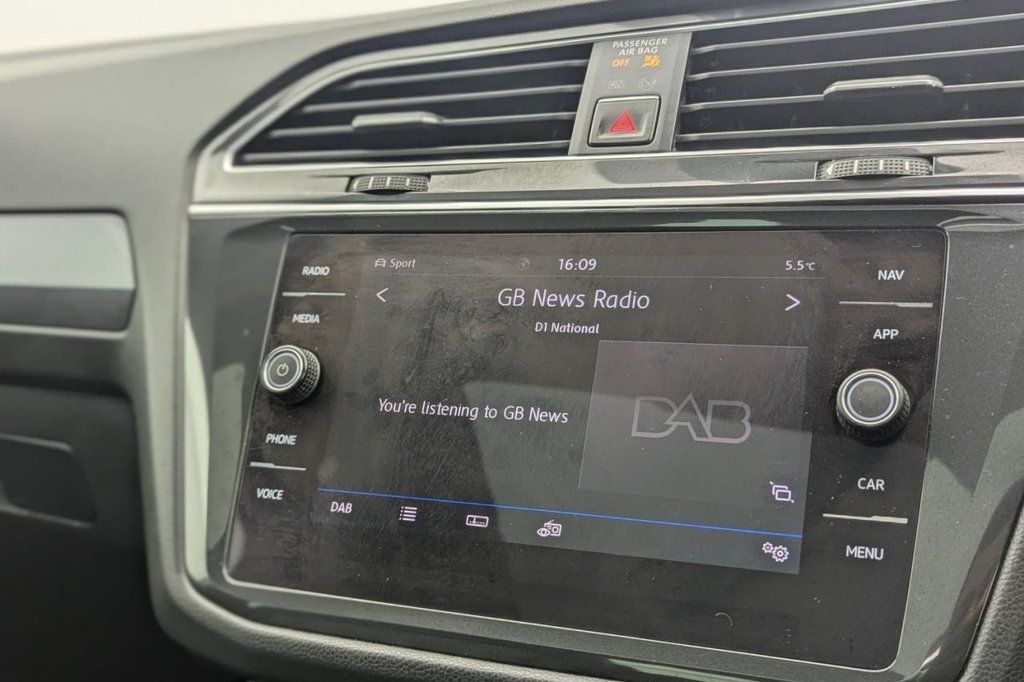 PASSENGER
AIR BAG
OFF
ON
RADIO
MEDIA
PHONE
VOICE
Sport
16:09
5.5°C
GB News Radio
D1 National
You're listening to GB News
DAB
DAB
NAV
APP
CAR
MENU